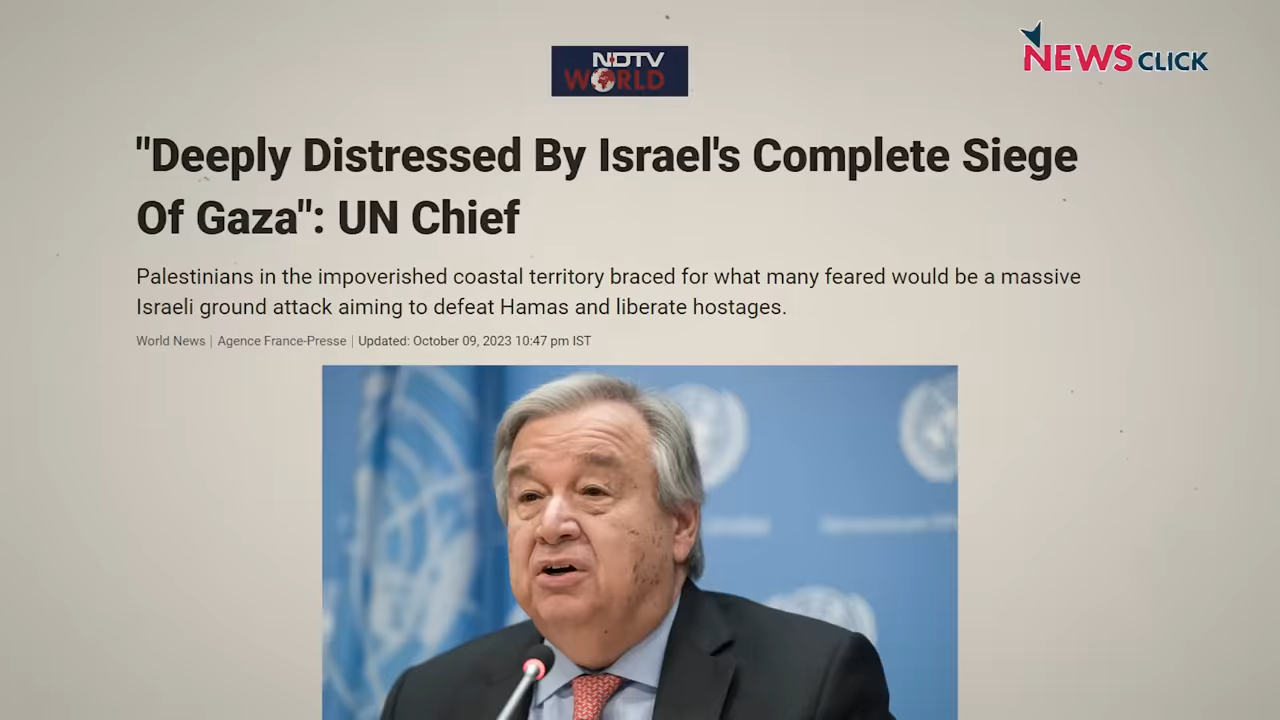 NDTV
WORLD
NEWSCLICK
"Deeply Distressed By Israel's Complete Siege
Of Gaza": UN Chief
Palestinians in the impoverished coastal territory braced for what many feared would be a massive
Israeli ground attack aiming to defeat Hamas and liberate hostages.
World News | Agence France-Presse | Updated: October 09, 2023 10:47 pm IST